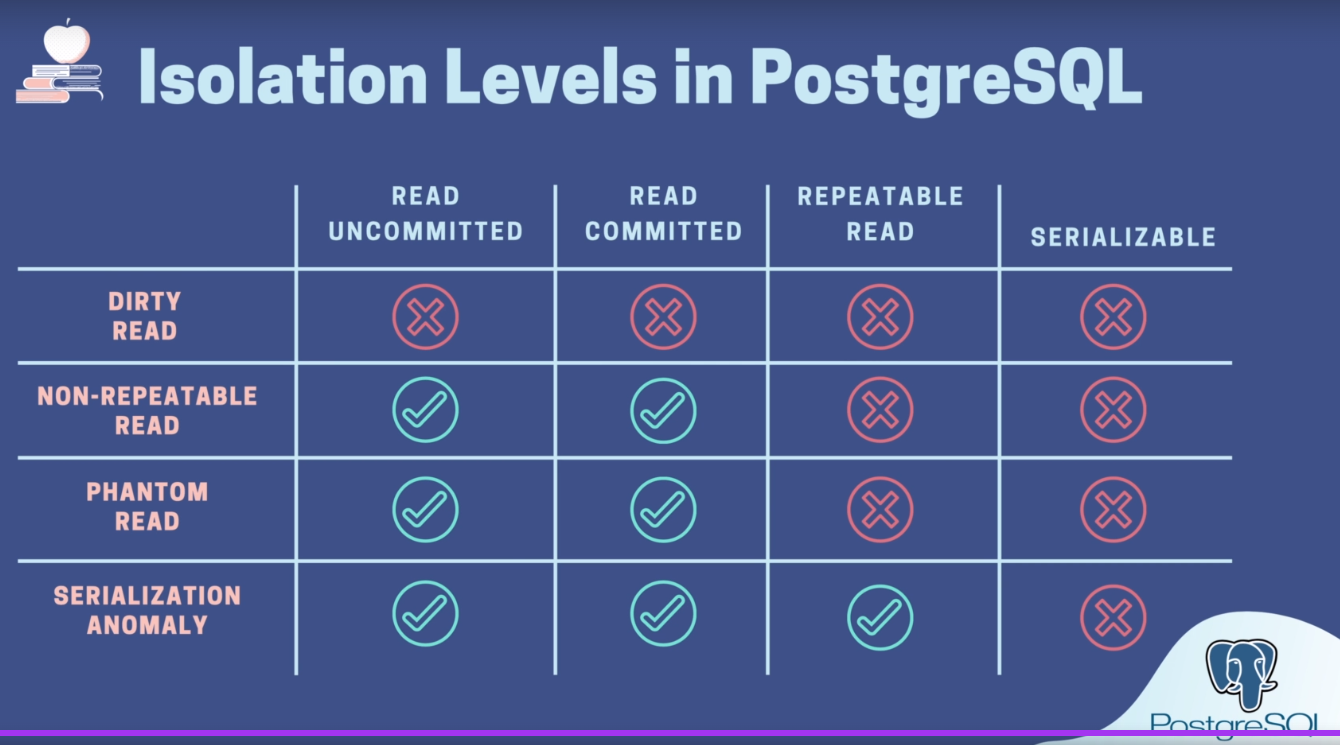 Isolation Levels in PostgreSQL
READ
UNCOMMITTED
READ
COMMITTED
REPEATABLE
READ
SERIALIZABLE
DIRTY
READ
NON-REPEATABLE
READ
PHANTOM
READ
SERIALIZATION
ANOMALY
PostgreSQL